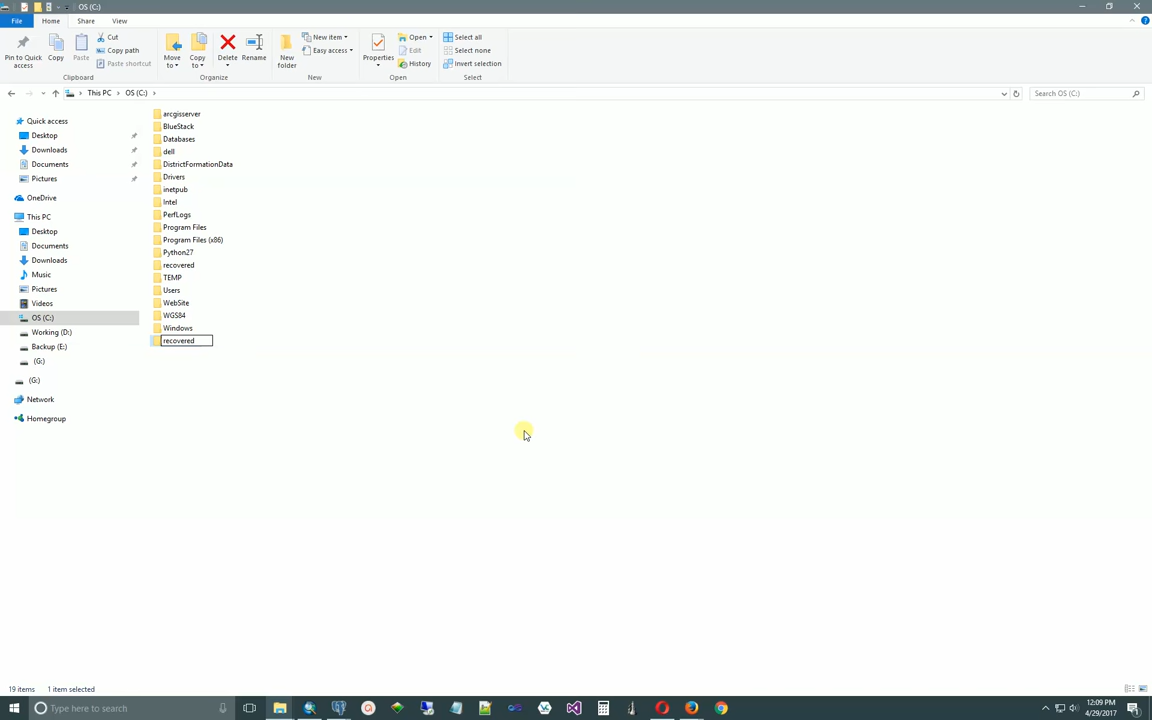 OS (C:)
File Home Share View
Pin to Quick access
Copy
Paste
Cut
Copy path
Paste shortcut
Move to
Copy to
Delete
Rename
New folder
New item
Easy access
Properties
Open
Edit
History
Select all
Select none
Invert selection
Clipboard Organize New Open Select
This PC OS (C:)
Search OS (C:)
Quick access
Desktop
Downloads
Documents
Pictures
OneDrive
This PC
Desktop
Documents
Downloads
Music
Pictures
Videos
OS (C:)
Working (D:)
Backup (E:)
(G:)
(G:)
Network
Homegroup
arcgisserver
BlueStack
Databases
dell
DistrictFormationData
Drivers
inetpub
Intel
PerfLogs
Program Files
Program Files (x86)
Python27
recovered
TEMP
Users
WebSite
WGS84
Windows
recovered
19 items 1 item selected
Type here to search
12:09 PM
4/29/2017